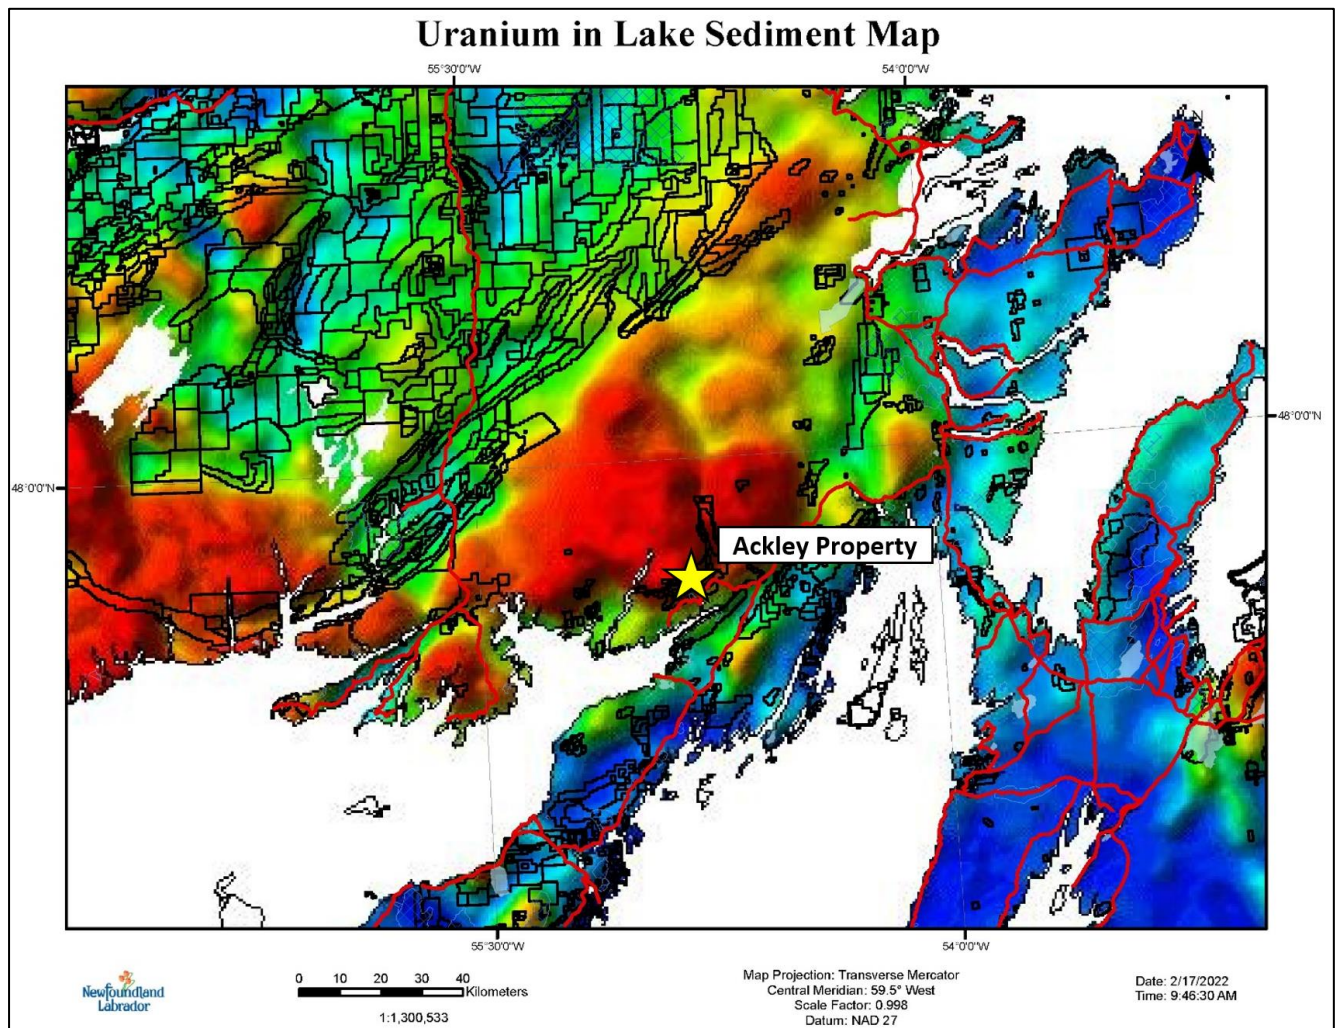 Uranium in Lake Sediment Map
55°30'0"W
54°0'0"W
48°0'0"N
48°0'0"N
Ackley Property
55°30'0"W
54°0'0"W
Newfoundland
Labrador
0 10 20 30 40
Kilometers
1:1,300,533
Map Projection: Transverse Mercator
Central Meridian: 59.5° West
Scale Factor: 0.998
Datum: NAD 27
Date: 2/17/2022
Time: 9:46:30 AM